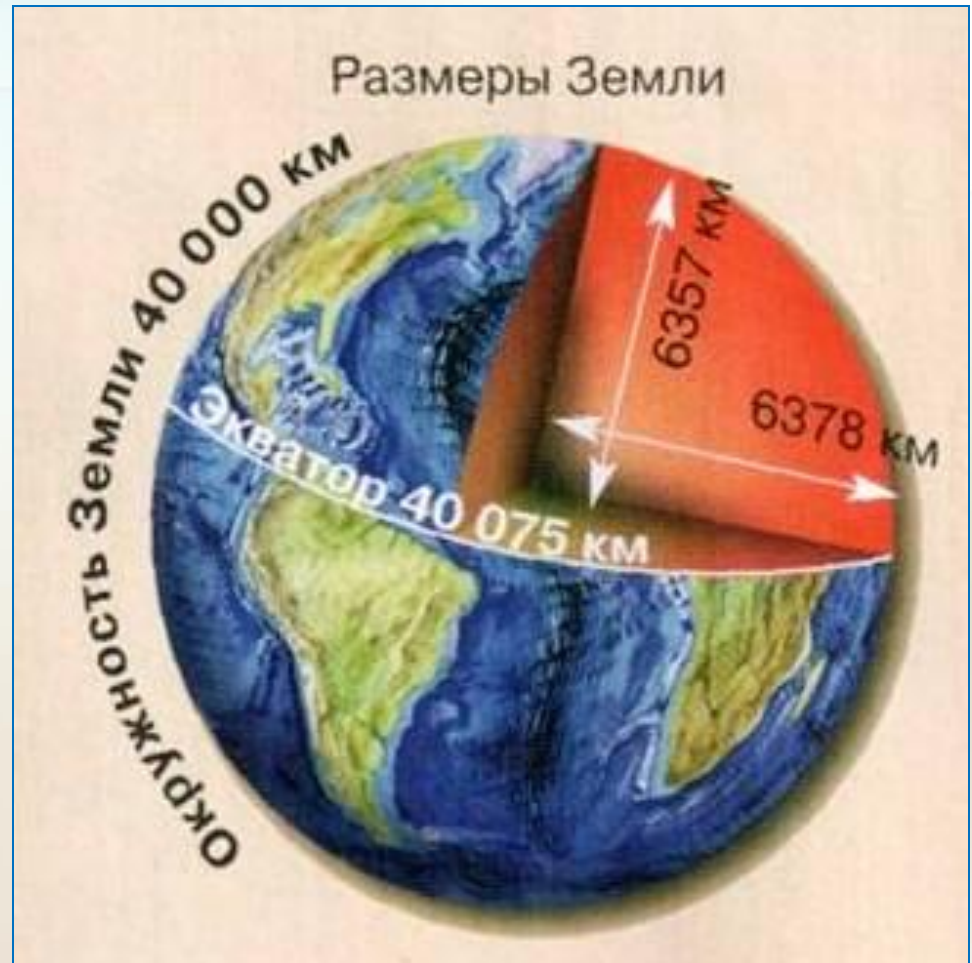 Размеры Земли
Окружность Земли 40 000 км
6357 км
6378 км
Экватор 40 075 км